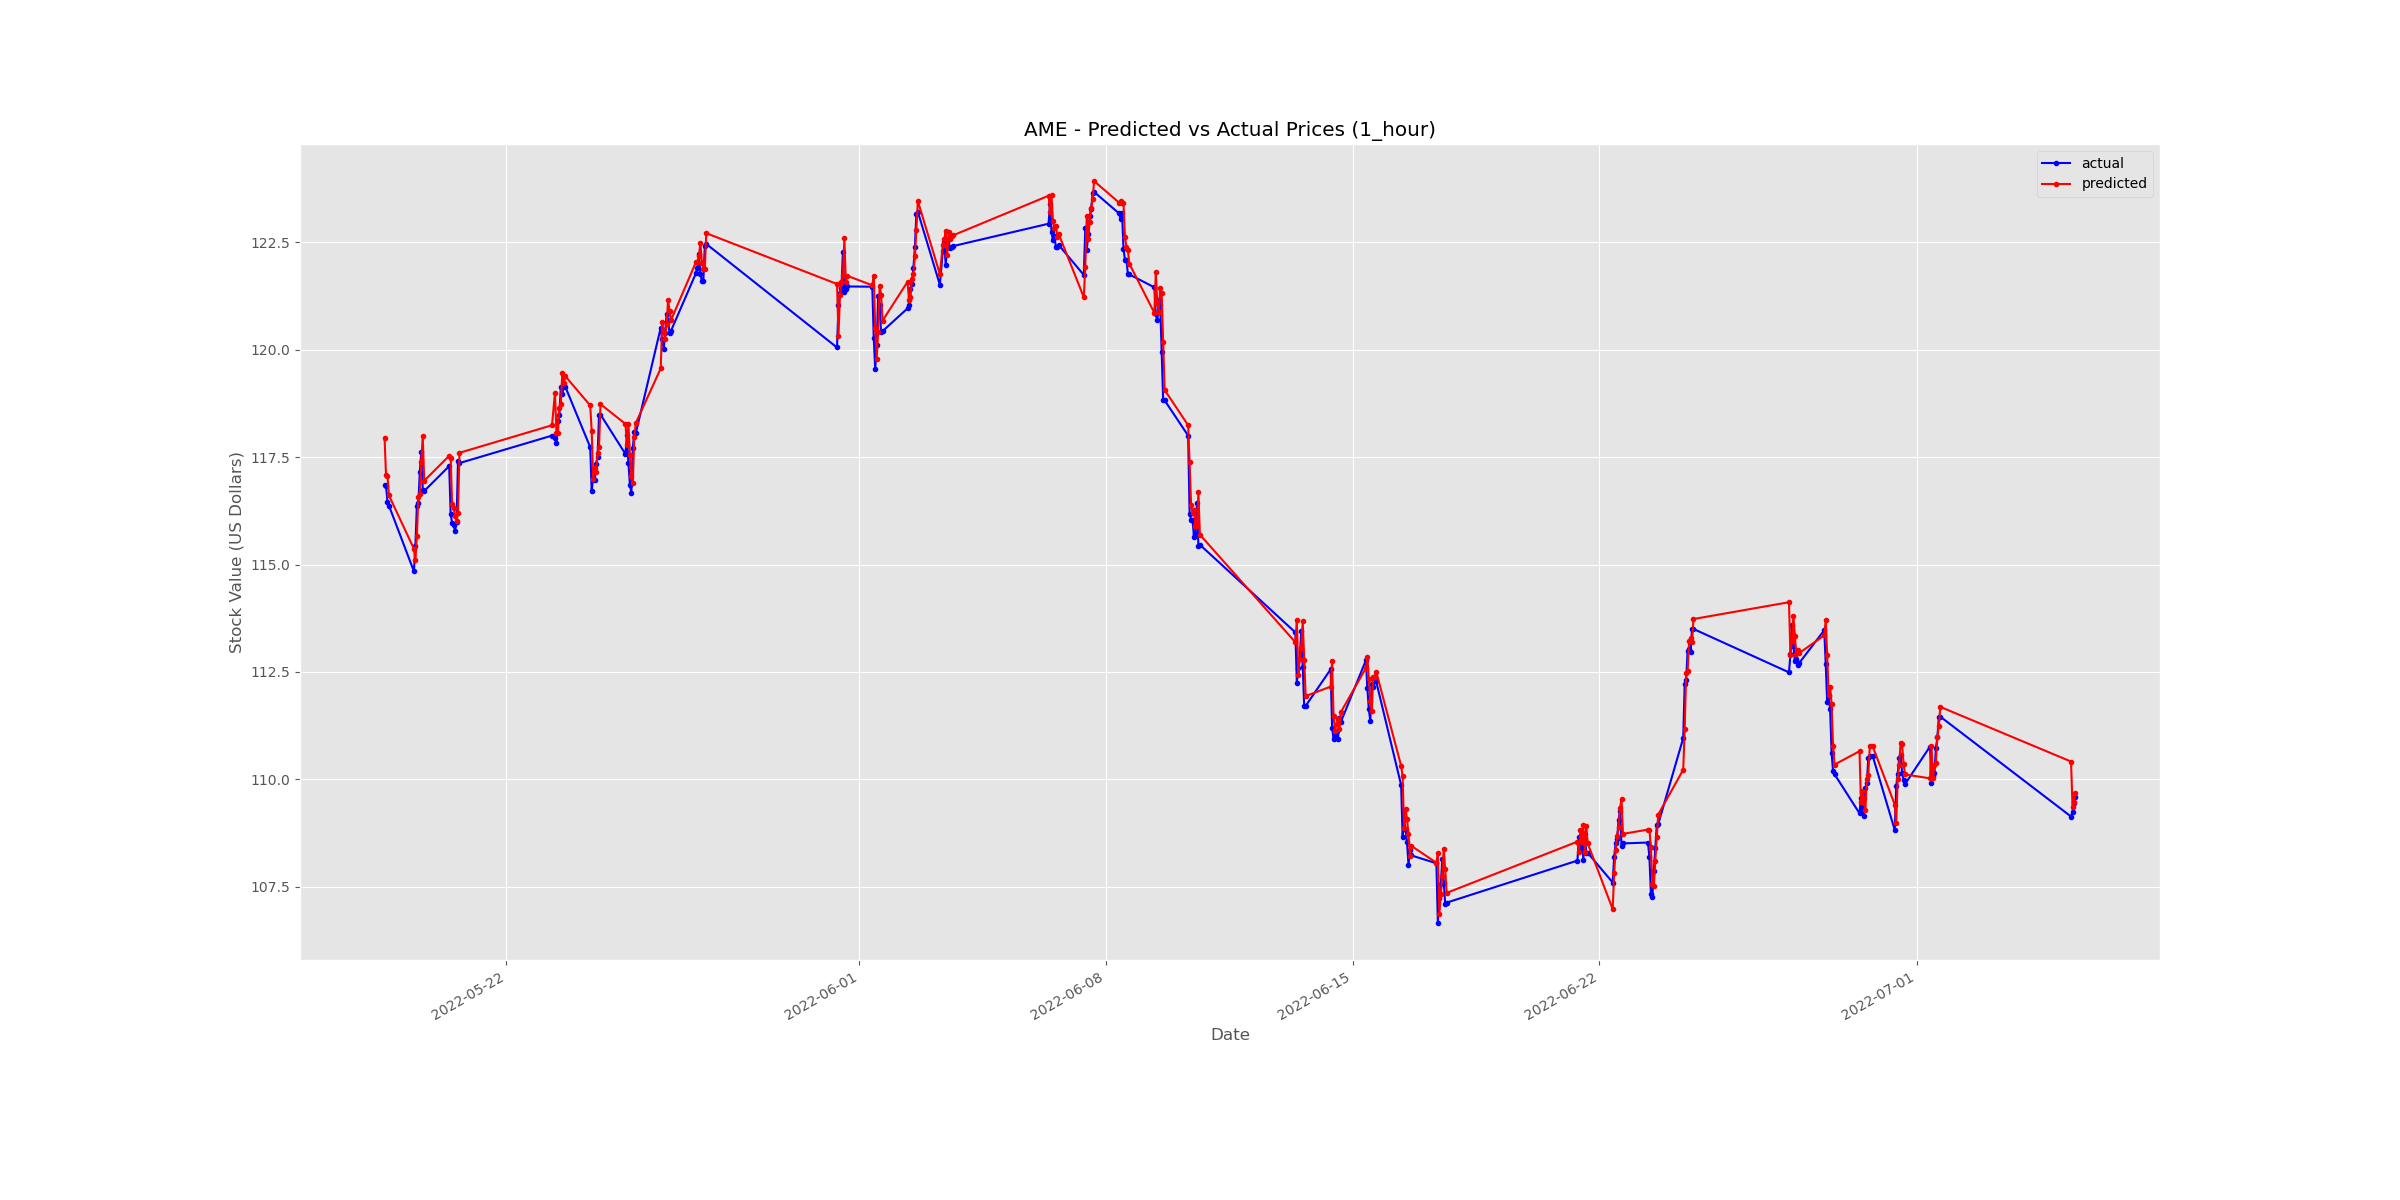 AME - Predicted vs Actual Prices (1_hour)
actual
predicted
Stock Value (US Dollars)
122.5
120.0
117.5
115.0
112.5
110.0
107.5
2022-05-22
2022-06-01
2022-06-08
2022-06-15
2022-06-22
2022-07-01
Date